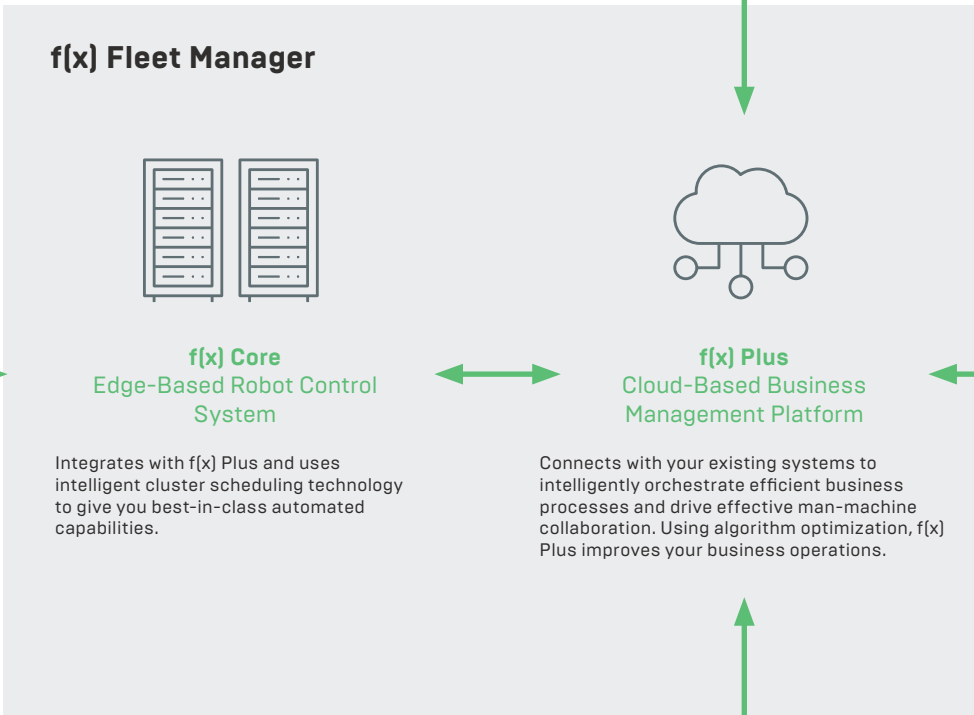 f(x) Fleet Manager
f(x) Core
Edge-Based Robot Control
System
Integrates with f(x) Plus and uses
intelligent cluster scheduling technology
to give you best-in-class automated
capabilities.
f(x) Plus
Cloud-Based Business
Management Platform
Connects with your existing systems to
intelligently orchestrate efficient business
processes and drive effective man-machine
collaboration. Using algorithm optimization, f(x)
Plus improves your business operations.